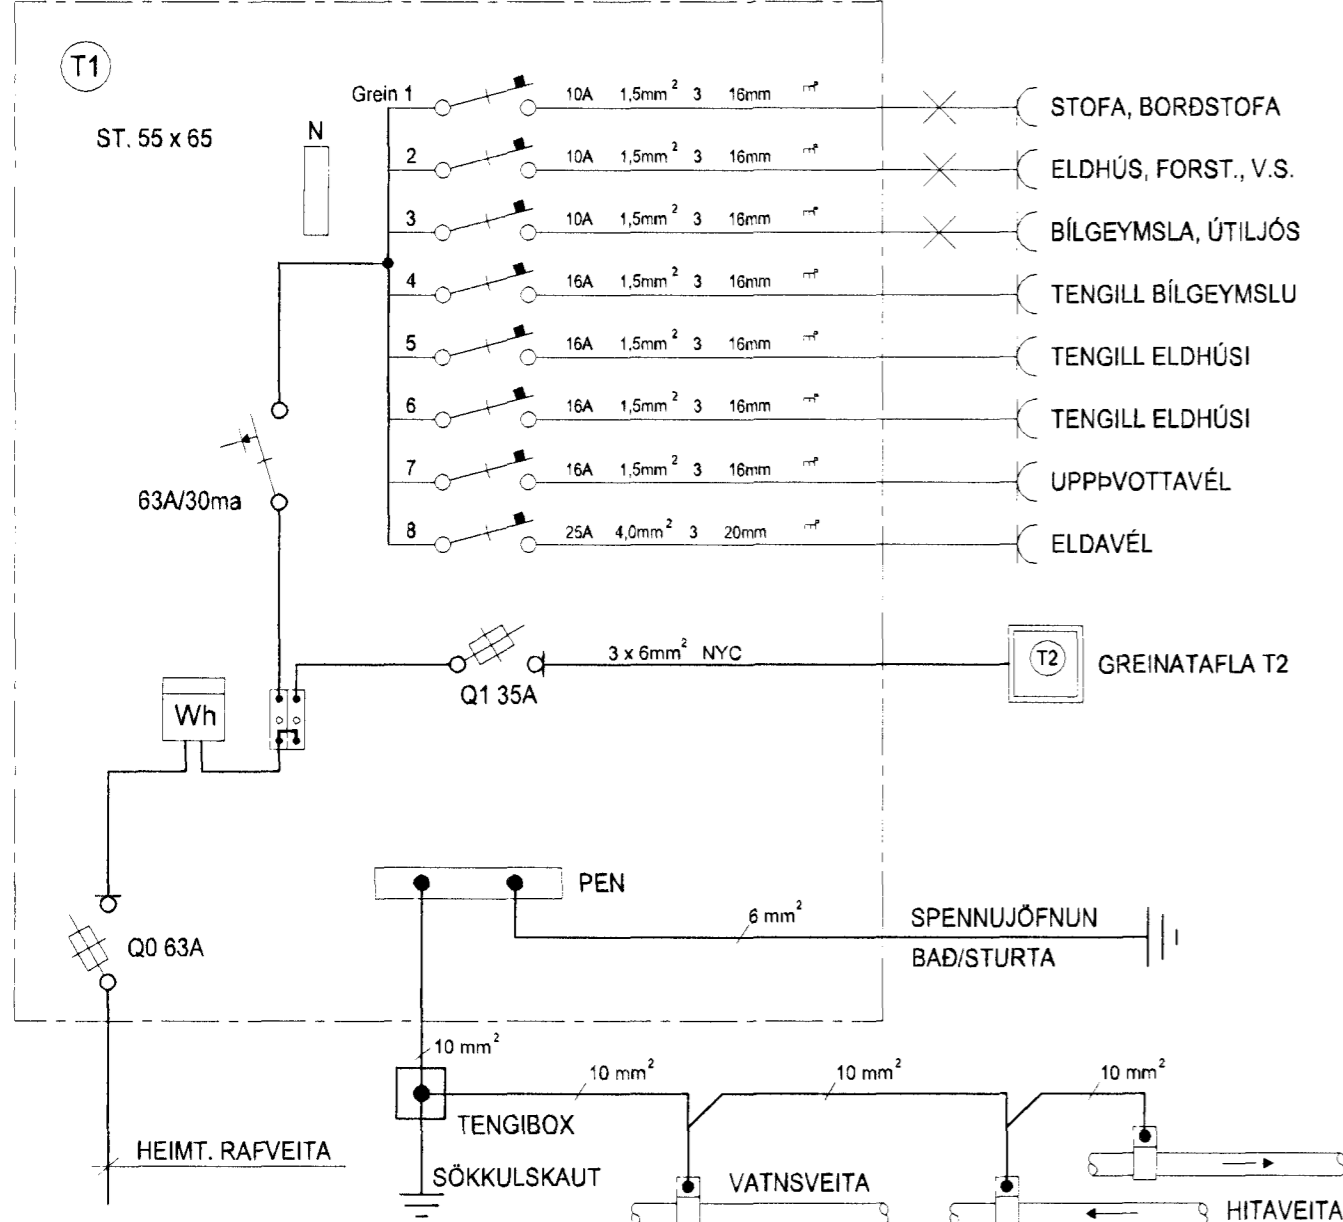 T1
ST. 55 x 65
N
Grein 1 10A 1,5mm² 3 16mm STOFA, BORÐSTOFA
2 10A 1,5mm² 3 16mm ELDHÚS, FORST., V.S.
3 10A 1,5mm² 3 16mm BÍLGEYMSLA, ÚTILJÓS
4 16A 1,5mm² 3 16mm TENGILL BÍLGEYMSLU
5 16A 1,5mm² 3 16mm TENGILL ELDHÚSI
6 16A 1,5mm² 3 16mm TENGILL ELDHÚSI
7 16A 1,5mm² 3 16mm UPPÞVOTTAVÉL
8 25A 4,0mm² 3 20mm ELDAVÉL
63A/30ma
3 x 6mm² NYC
T2
GREINATAFLA T2
Q1 35A
Wh
PEN
6 mm²
SPENNUJÖFNUN
BAÐ/STURTA
Q0 63A
10 mm²
10 mm²
10 mm²
10 mm²
TENGIBOX
HEIMT. RAFVEITA
SÖKKULSKAUT
VATNSVEITA
HITAVEITA